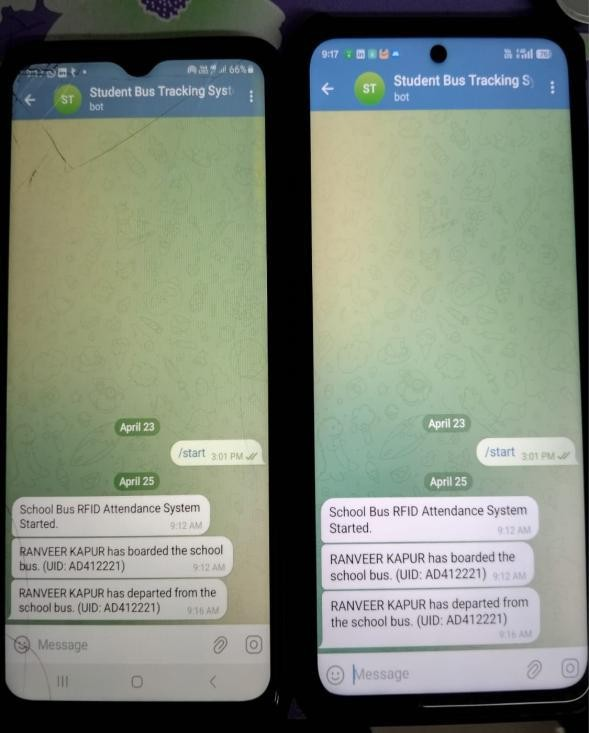 66%
ST
Student Bus Tracking Syst
bot
April 23
/start 3:01 PM
April 25
School Bus RFID Attendance System
Started.
9:12 AM
RANVEER KAPUR has boarded the school
bus. (UID: AD412221) 9:12 AM
RANVEER KAPUR has departed from the
school bus. (UID: AD412221) 9:16 AM
Message
9:17
ST
Student Bus Tracking S
bot
April 23
/start 3:01 PM
April 25
School Bus RFID Attendance System
Started.
9:12 AM
RANVEER KAPUR has boarded the
school bus. (UID: AD412221) 9:12 AM
RANVEER KAPUR has departed from
the school bus. (UID: AD412221)
9:16 AM
Message